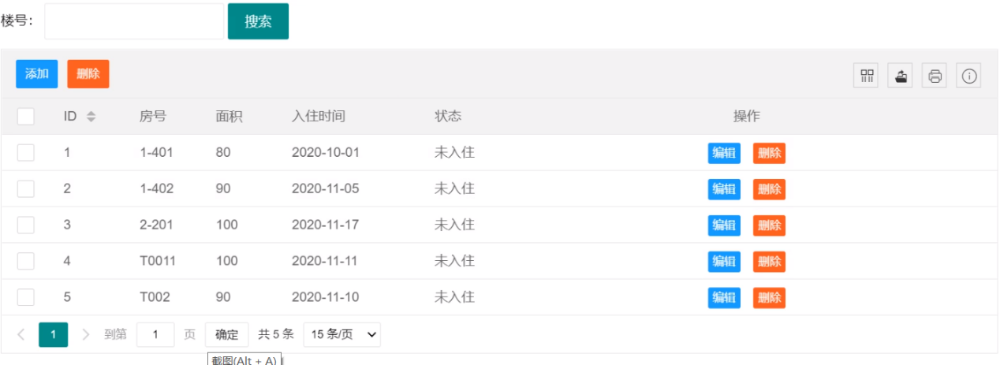 楼号： 搜索
添加 删除
ID 房号 面积 入住时间 状态 操作
1 1-401 80 2020-10-01 未入住 编辑 删除
2 1-402 90 2020-11-05 未入住 编辑 删除
3 2-201 100 2020-11-17 未入住 编辑 删除
4 T0011 100 2020-11-11 未入住 编辑 删除
5 T002 90 2020-11-10 未入住 编辑 删除
1 到第 1 页 确定 共 5 条 15 条/页
截图(Alt + A)